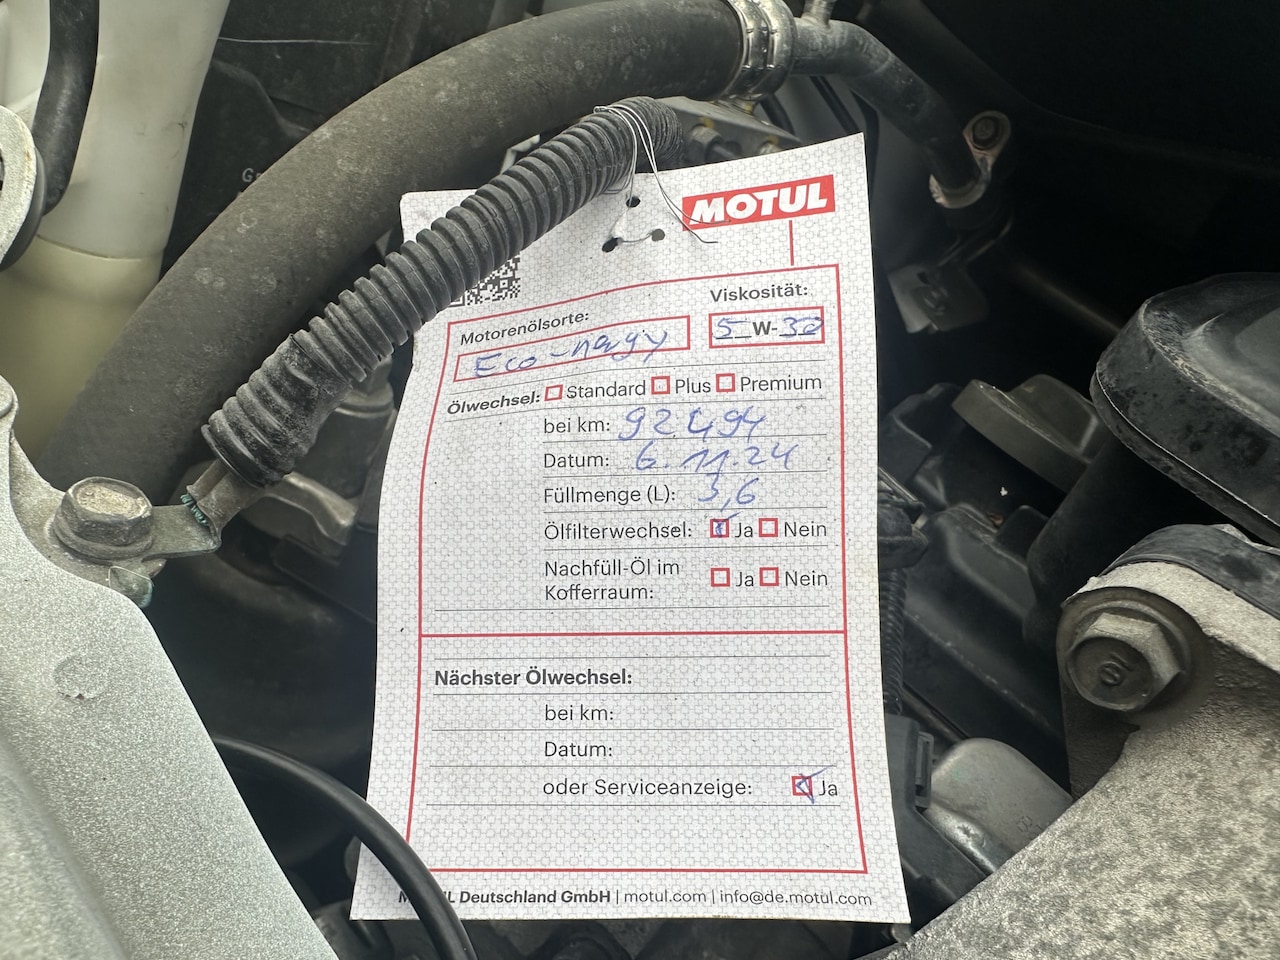 MOTUL
Motorenölsorte:
Viskosität:
Eco-nagy
5 W-30
Ölwechsel: Standard Plus Premium
bei km: 92.494
Datum: 6.11.24
Füllmenge (L): 3,6
Ölfilterwechsel: Ja Nein
Nachfüll-Öl im
Kofferraum: Ja Nein
Nächster Ölwechsel:
bei km:
Datum:
oder Serviceanzeige: Ja
Deutschland GmbH | motul.com | info@de.motul.com